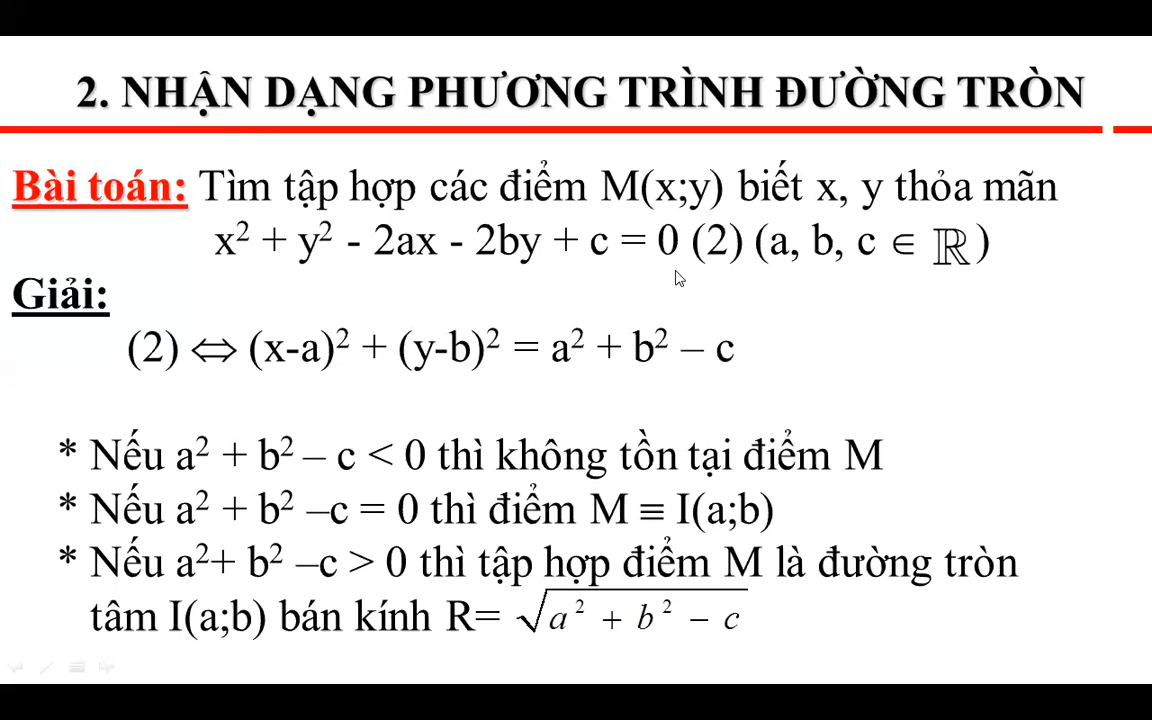 2. NHẬN DẠNG PHƯƠNG TRÌNH ĐƯỜNG TRÒN
Bài toán: Tìm tập hợp các điểm M(x;y) biết x, y thỏa mãn
x² + y² - 2ax - 2by + c = 0 (2) (a, b, c ∈ ℝ)
Giải:
(2) ⇔ (x-a)² + (y-b)² = a² + b² – c
* Nếu a² + b² – c < 0 thì không tồn tại điểm M
* Nếu a² + b² –c = 0 thì điểm M ≡ I(a;b)
* Nếu a²+ b² –c > 0 thì tập hợp điểm M là đường tròn
tâm I(a;b) bán kính R= √(a² + b² − c)